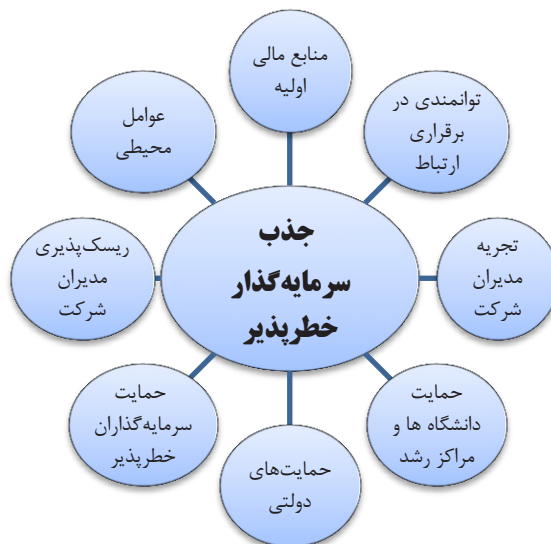 منابع مالی
اولیه
توانمندی در
برقراری
ارتباط
تجربه
مدیران
شرکت
حمایت
دانشگاه ها و
مراکز رشد
حمایت‌های
دولتی
حمایت
سرمایه‌گذاران
خطرپذیر
ریسک‌پذیری
مدیران
شرکت
عوامل
محیطی
جذب
سرمایه‌گذار
خطرپذیر